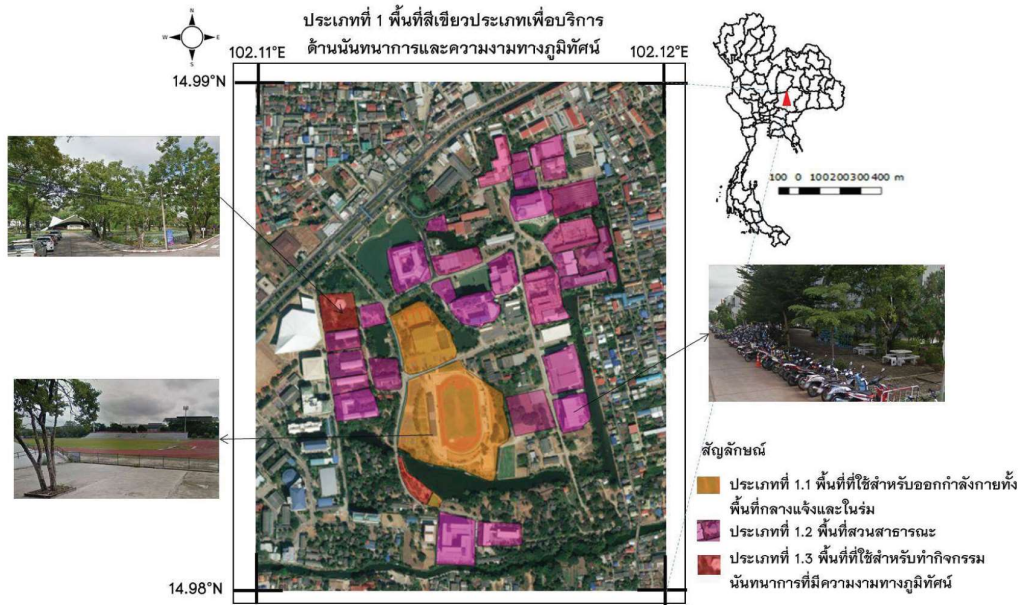 ประเภทที่ 1 พื้นที่สีเขียวประเภทเพื่อบริการ
ด้านนันทนาการและความงามทางภูมิทัศน์
N
W E
S
102.11°E
102.12°E
14.99°N
14.98°N
100 0 100200300 400 m
สัญลักษณ์
ประเภทที่ 1.1 พื้นที่ที่ใช้สำหรับออกกำลังกายทั้ง
พื้นที่กลางแจ้งและในร่ม
ประเภทที่ 1.2 พื้นที่สวนสาธารณะ
ประเภทที่ 1.3 พื้นที่ที่ใช้สำหรับทำกิจกรรม
นันทนาการที่มีความงามทางภูมิทัศน์